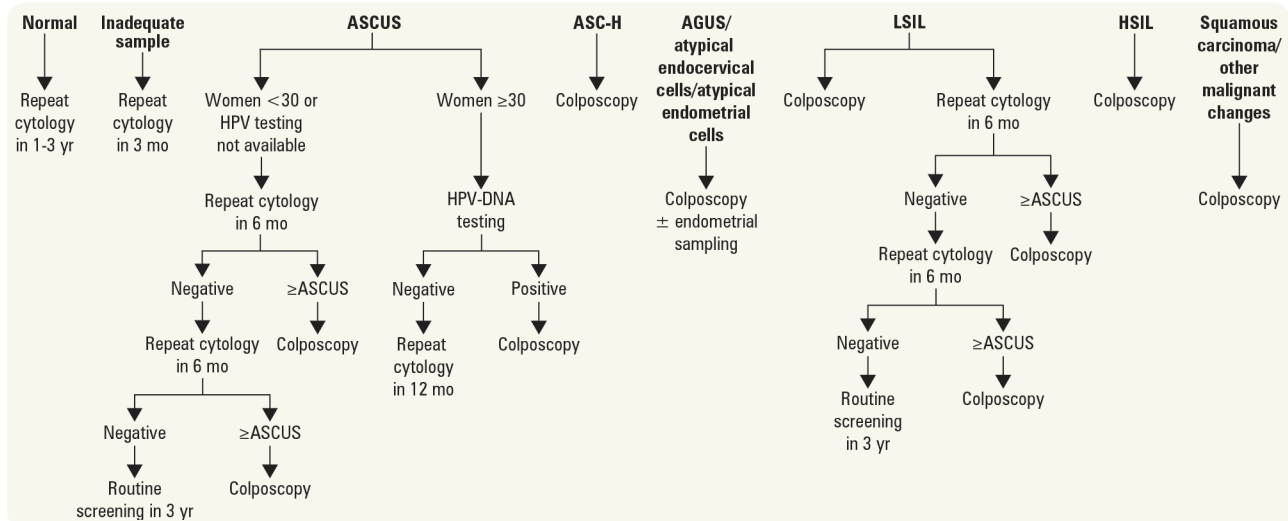 Normal
Repeat
cytology
in 1-3 yr
Inadequate
sample
Repeat
cytology
in 3 mo
ASCUS
Women <30 or
HPV testing
not available
Repeat cytology
in 6 mo
Negative
≥ASCUS
Repeat cytology
in 6 mo
Colposcopy
Negative
≥ASCUS
Routine
screening in 3 yr
Colposcopy
Women ≥30
HPV-DNA
testing
Negative
Positive
Repeat
cytology
in 12 mo
Colposcopy
ASC-H
Colposcopy
AGUS/
atypical
endocervical
cells/atypical
endometrial
cells
Colposcopy
± endometrial
sampling
LSIL
Colposcopy
Repeat cytology
in 6 mo
Negative
≥ASCUS
Repeat cytology
in 6 mo
Colposcopy
Negative
≥ASCUS
Routine
screening
in 3 yr
Colposcopy
HSIL
Colposcopy
Squamous
carcinoma/
other
malignant
changes
Colposcopy